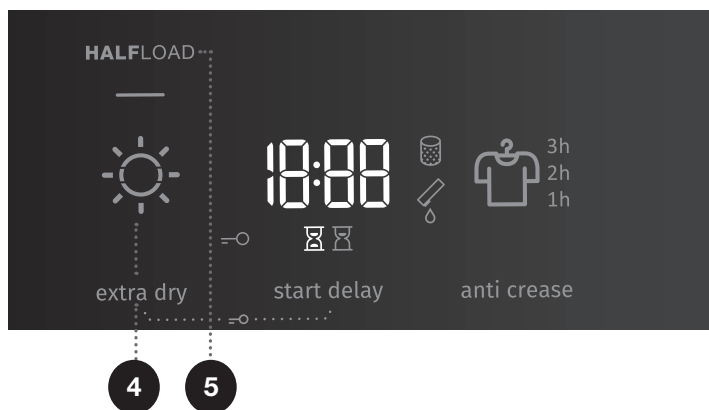 HALFLOAD
18:88
3h
2h
1h
extra dry
start delay
anti crease
4
5